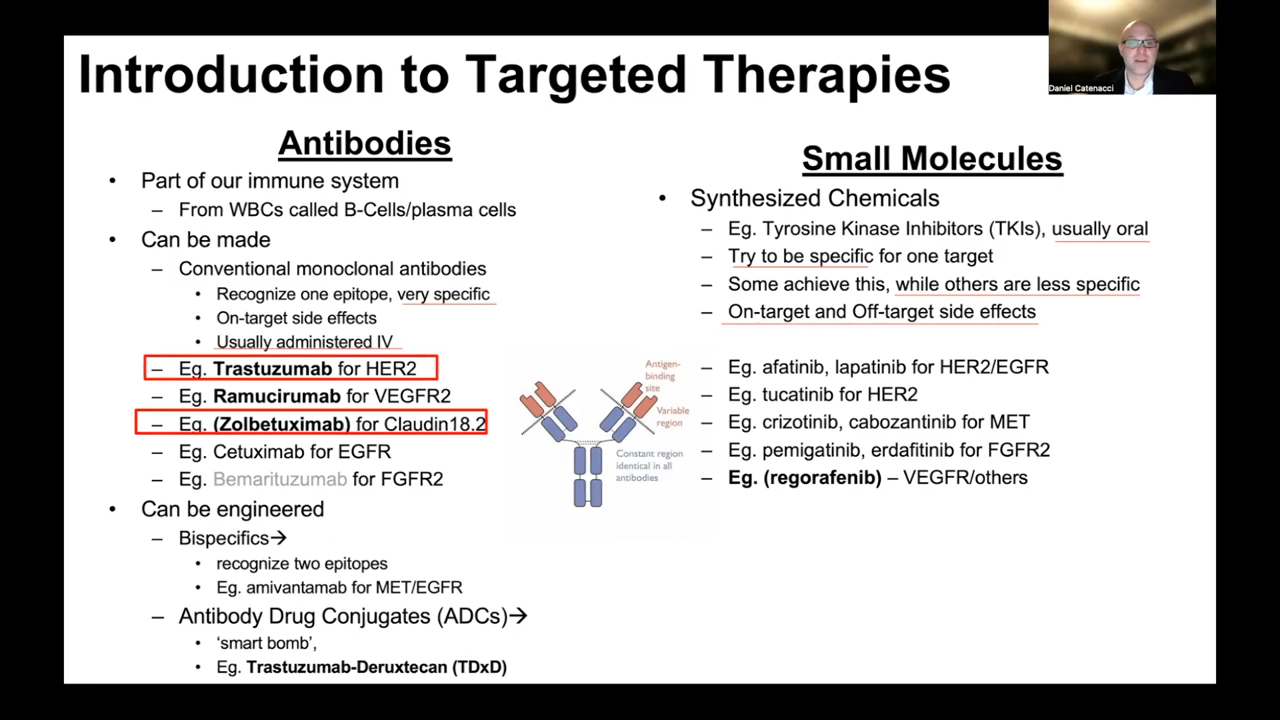 Introduction to Targeted Therapies
Daniel Catenacci
Antibodies
• Part of our immune system
– From WBCs called B-Cells/plasma cells
• Can be made
– Conventional monoclonal antibodies
• Recognize one epitope, very specific
• On-target side effects
• Usually administered IV
– Eg. Trastuzumab for HER2
– Eg. Ramucirumab for VEGFR2
– Eg. (Zolbetuximab) for Claudin18.2
– Eg. Cetuximab for EGFR
– Eg. Bemarituzumab for FGFR2
• Can be engineered
– Bispecifics→
• recognize two epitopes
• Eg. amivantamab for MET/EGFR
– Antibody Drug Conjugates (ADCs)→
• ‘smart bomb’,
• Eg. Trastuzumab-Deruxtecan (TDxD)
Antigen-
binding
site
Variable
region
Constant region
identical in all
antibodies
Small Molecules
• Synthesized Chemicals
– Eg. Tyrosine Kinase Inhibitors (TKIs), usually oral
– Try to be specific for one target
– Some achieve this, while others are less specific
– On-target and Off-target side effects
– Eg. afatinib, lapatinib for HER2/EGFR
– Eg. tucatinib for HER2
– Eg. crizotinib, cabozantinib for MET
– Eg. pemigatinib, erdafitinib for FGFR2
– Eg. (regorafenib) – VEGFR/others